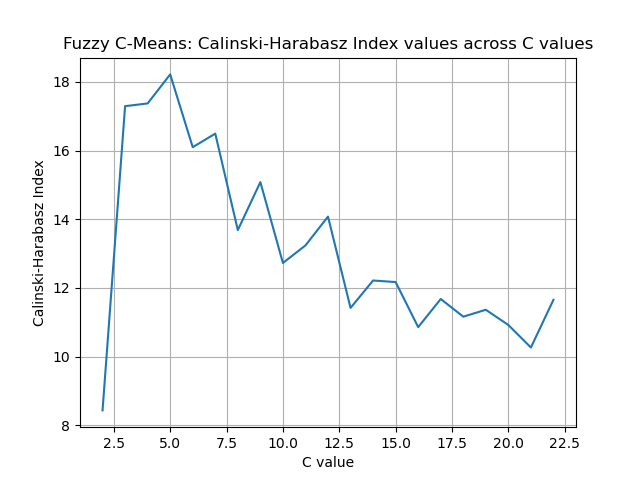 Fuzzy C-Means: Calinski-Harabasz Index values across C values
18
16
14
12
10
8
Calinski-Harabasz Index
2.5 5.0 7.5 10.0 12.5 15.0 17.5 20.0 22.5
C value